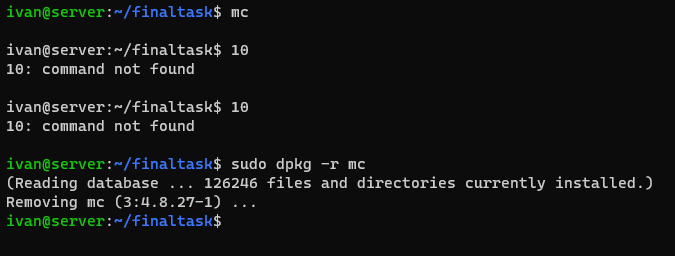 ivan@server:~/finaltask$ mc
ivan@server:~/finaltask$ 10
10: command not found
ivan@server:~/finaltask$ 10
10: command not found
ivan@server:~/finaltask$ sudo dpkg -r mc
(Reading database ... 126246 files and directories currently installed.)
Removing mc (3:4.8.27-1) ...
ivan@server:~/finaltask$